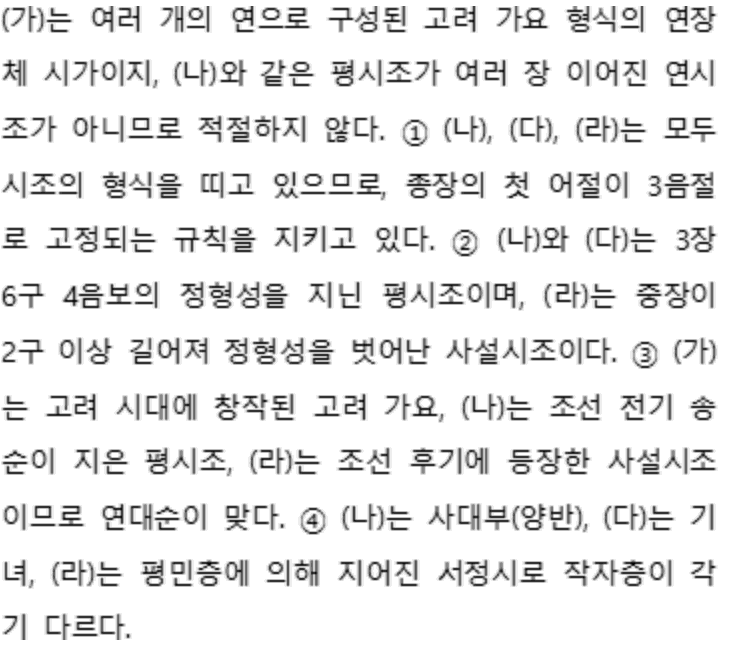 (가)는 여러 개의 연으로 구성된 고려 가요 형식의 연장
체 시가이지, (나)와 같은 평시조가 여러 장 이어진 연시
조가 아니므로 적절하지 않다. ① (나), (다), (라)는 모두
시조의 형식을 띠고 있으므로, 종장의 첫 어절이 3음절
로 고정되는 규칙을 지키고 있다. ② (나)와 (다)는 3장
6구 4음보의 정형성을 지닌 평시조이며, (라)는 중장이
2구 이상 길어져 정형성을 벗어난 사설시조이다. ③ (가)
는 고려 시대에 창작된 고려 가요, (나)는 조선 전기 송
순이 지은 평시조, (라)는 조선 후기에 등장한 사설시조
이므로 연대순이 맞다. ④ (나)는 사대부(양반), (다)는 기
녀, (라)는 평민층에 의해 지어진 서정시로 작자층이 각
기 다르다.